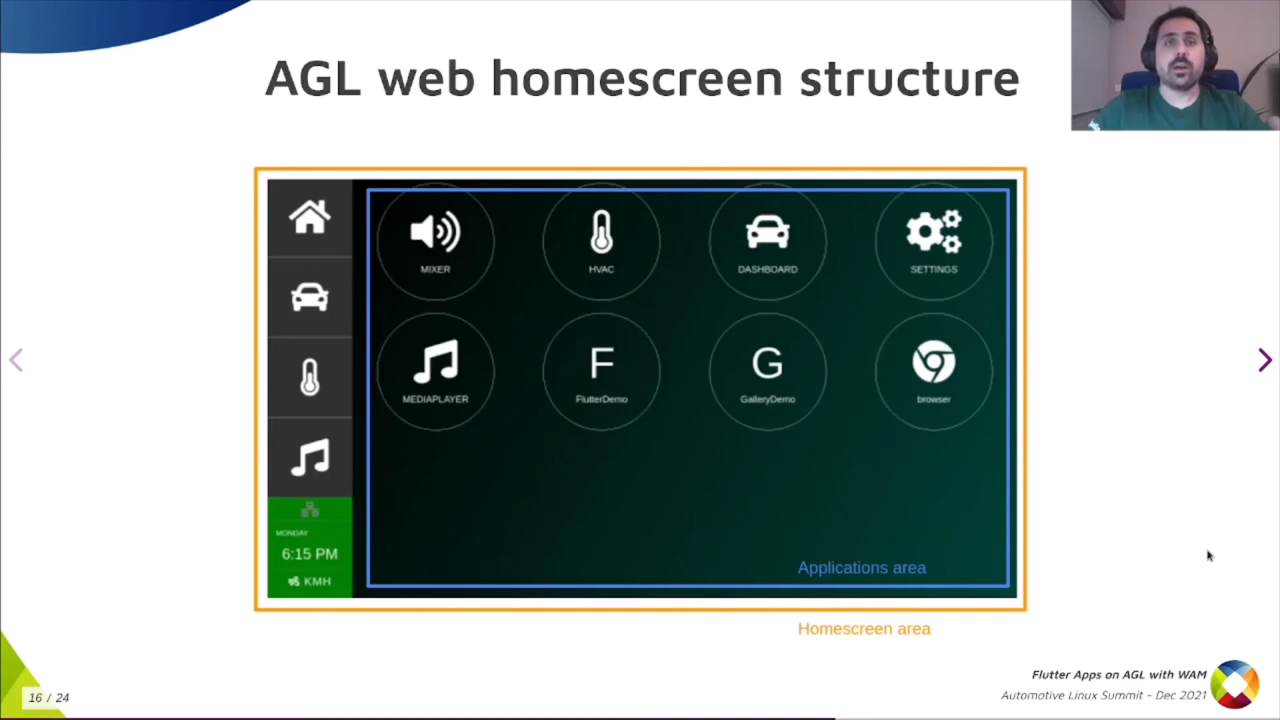 AGL web homescreen structure
MIXER
HVAC
DASHBOARD
SETTINGS
MEDIAPLAYER
F
FlutterDemo
G
GalleryDemo
browser
MONDAY
6:15 PM
KMH
Applications area
Homescreen area
16 / 24
Flutter Apps on AGL with WAM
Automotive Linux Summit - Dec 2021